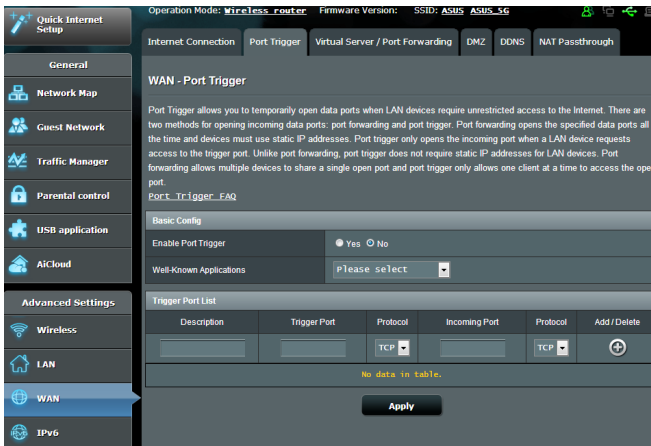 Operation Mode: Wireless router Firmware Version: SSID: ASUS ASUS_5G
Quick Internet
Setup
Internet Connection Port Trigger Virtual Server / Port Forwarding DMZ DDNS NAT Passthrough
General
Network Map
Guest Network
Traffic Manager
Parental control
USB application
AiCloud
Advanced Settings
Wireless
LAN
WAN
IPv6
WAN - Port Trigger
Port Trigger allows you to temporarily open data ports when LAN devices require unrestricted access to the Internet. There are
two methods for opening incoming data ports: port forwarding and port trigger. Port forwarding opens the specified data ports all
the time and devices must use static IP addresses. Port trigger only opens the incoming port when a LAN device requests
access to the trigger port. Unlike port forwarding, port trigger does not require static IP addresses for LAN devices. Port
forwarding allows multiple devices to share a single open port and port trigger only allows one client at a time to access the ope
port.
Port Trigger FAQ
Basic Config
Enable Port Trigger Yes No
Well-Known Applications Please select
Trigger Port List
Description Trigger Port Protocol Incoming Port Protocol Add / Delete
TCP TCP
No data in table.
Apply